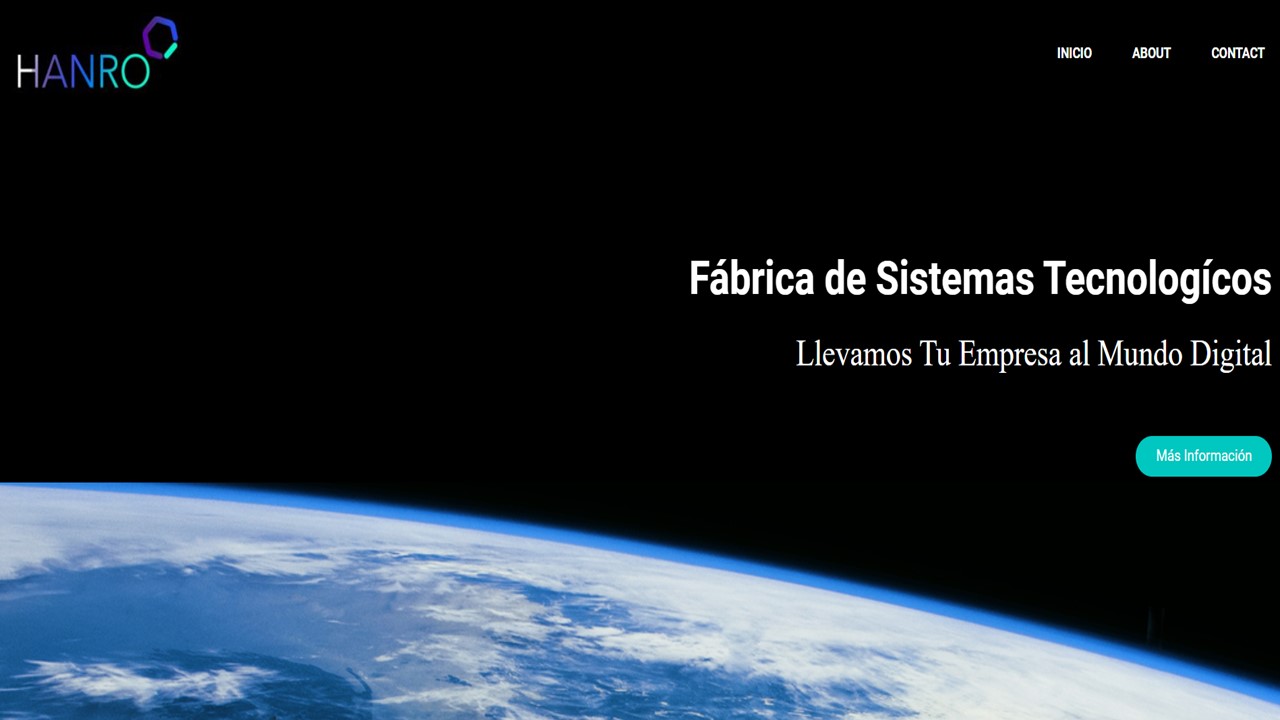 HANRO
INICIO
ABOUT
CONTACT
Fábrica de Sistemas Tecnologícos
Llevamos Tu Empresa al Mundo Digital
Más Información